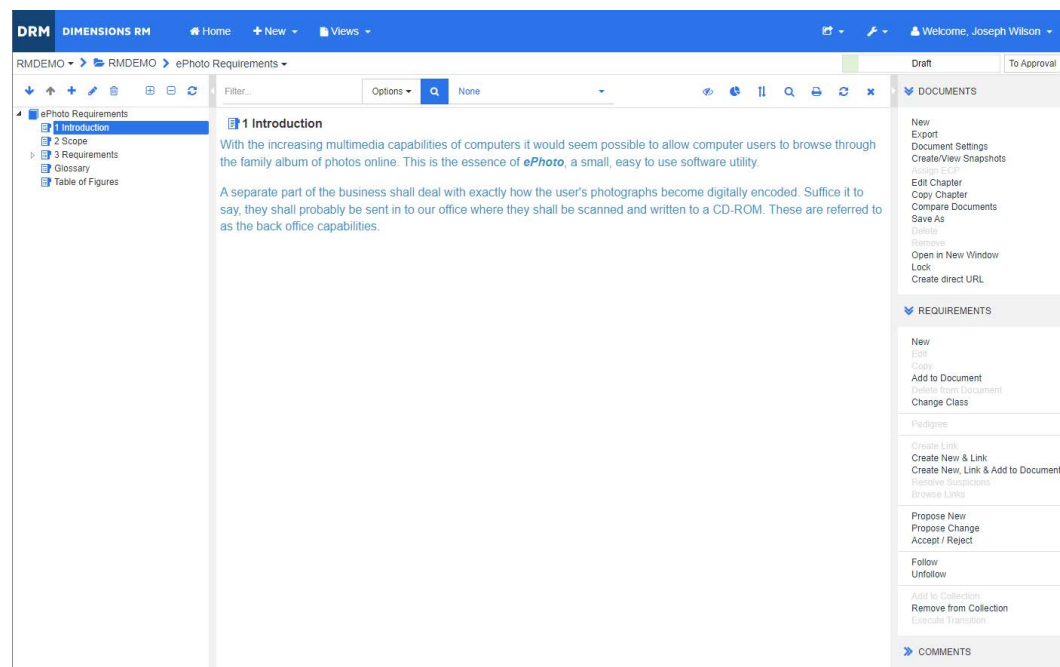 DRM DIMENSIONS RM Home New Views Welcome, Joseph Wilson
RMDEMO RMDEMO ePhoto Requirements Draft To Approval
Filter... Options None
ePhoto Requirements
1 Introduction
2 Scope
3 Requirements
Glossary
Table of Figures
1 Introduction
With the increasing multimedia capabilities of computers it would seem possible to allow computer users to browse through
the family album of photos online. This is the essence of ePhoto, a small, easy to use software utility.
A separate part of the business shall deal with exactly how the user's photographs become digitally encoded. Suffice it to
say, they shall probably be sent in to our office where they shall be scanned and written to a CD-ROM. These are referred to
as the back office capabilities.
DOCUMENTS
New
Export
Document Settings
Create/View Snapshots
Assign ECP
Edit Chapter
Copy Chapter
Compare Documents
Save As
Delete
Remove
Open in New Window
Lock
Create direct URL
REQUIREMENTS
New
Edit
Copy
Add to Document
Delete from Document
Change Class
Pedigree
Create Link
Create New & Link
Create New, Link & Add to Document
Resolve Suspicions
Browse Links
Propose New
Propose Change
Accept / Reject
Follow
Unfollow
Add to Collection
Remove from Collection
Execute Transition
COMMENTS